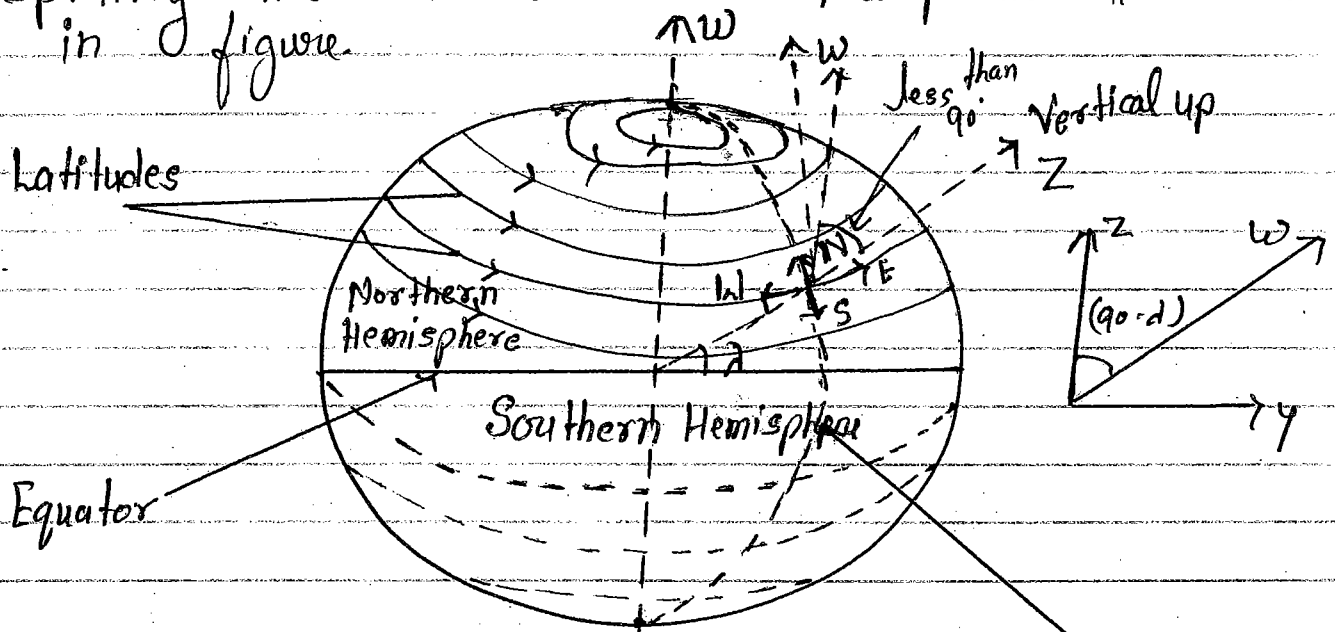 in figure.
ω
ω
less than 90°
Vertical up
Z
Latitudes
N
E
W
S
Northern Hemisphere
λ
Z
ω
(90-λ)
y
Southern Hemisphere
Equator